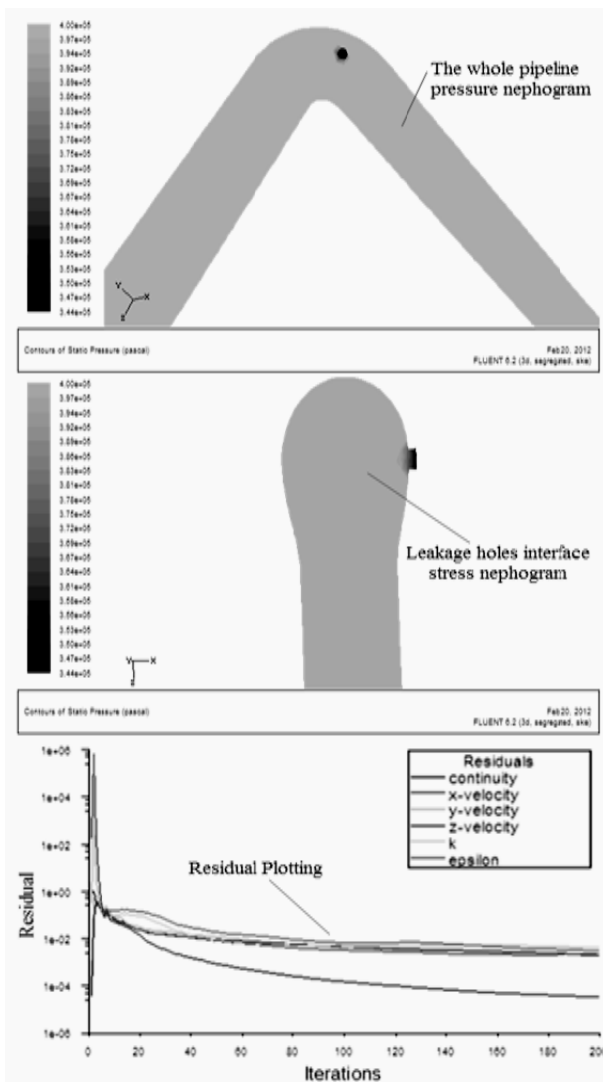 4.00e+05
3.97e+05
3.94e+05
3.92e+05
3.89e+05
3.86e+05
3.83e+05
3.81e+05
3.78e+05
3.75e+05
3.72e+05
3.69e+05
3.67e+05
3.64e+05
3.61e+05
3.58e+05
3.55e+05
3.53e+05
3.50e+05
3.47e+05
3.44e+05
The whole pipeline
pressure nephogram
Y
X
Z
Contours of Static Pressure (pascal)
Feb 20, 2012
FLUENT 6.2 (3d, segregated, ske)
4.00e+05
3.97e+05
3.94e+05
3.92e+05
3.89e+05
3.86e+05
3.83e+05
3.81e+05
3.78e+05
3.75e+05
3.72e+05
3.69e+05
3.67e+05
3.64e+05
3.61e+05
3.58e+05
3.55e+05
3.53e+05
3.50e+05
3.47e+05
3.44e+05
Leakage holes interface
stress nephogram
Y
X
Z
Contours of Static Pressure (pascal)
Feb 20, 2012
FLUENT 6.2 (3d, segregated, ske)
Residuals
continuity
x-velocity
y-velocity
z-velocity
k
epsilon
Residual Plotting
Residual
1e+06
1e+04
1e+02
1e+00
1e-02
1e-04
1e-06
0 20 40 60 80 100 120 140 160 180 200
Iterations